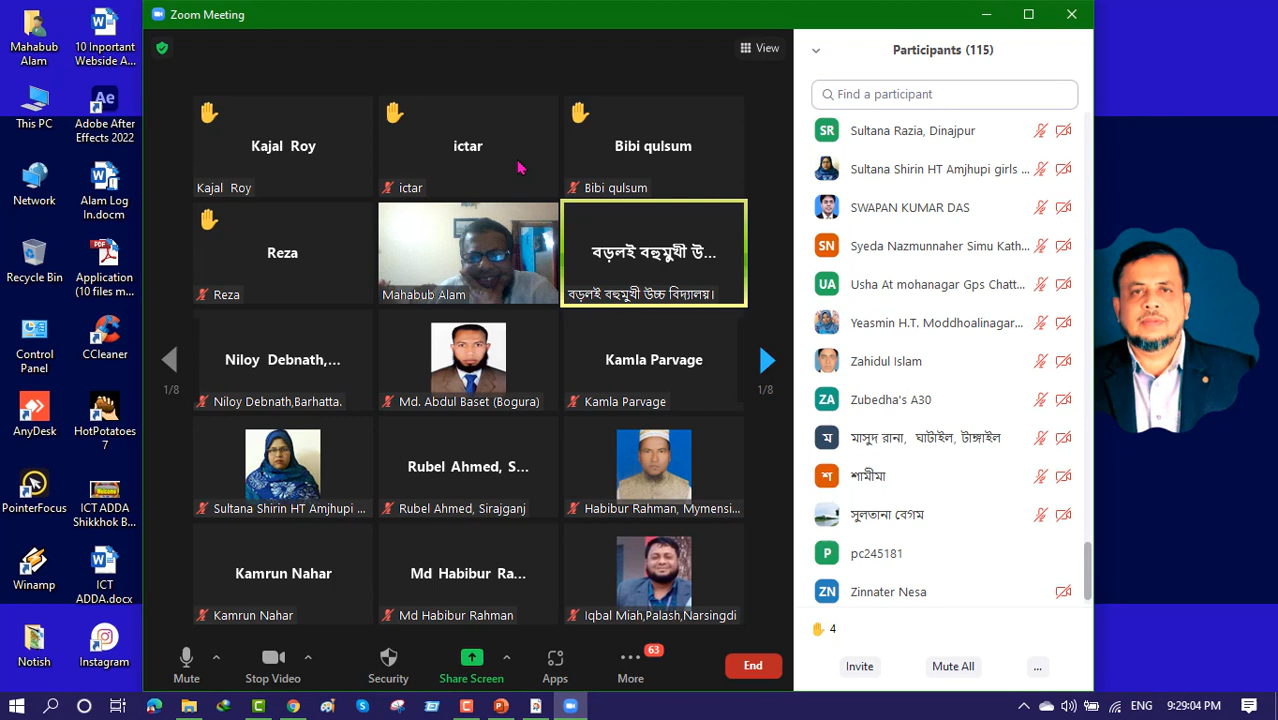 Zoom Meeting
View
Kajal Roy
Kajal Roy
ictar
ictar
Bibi qulsum
Bibi qulsum
Reza
Reza
Mahabub Alam
বড়লই বহুমুখী উ...
বড়লই বহুমুখী উচ্চ বিদ্যালয়।
Niloy Debnath,...
Niloy Debnath,Barhatta.
Md. Abdul Baset (Bogura)
Kamla Parvage
Kamla Parvage
1/8
1/8
Sultana Shirin HT Amjhupi ...
Rubel Ahmed, S...
Rubel Ahmed, Sirajganj
Habibur Rahman, Mymensi...
Kamrun Nahar
Kamrun Nahar
Md Habibur Ra...
Md Habibur Rahman
Iqbal Miah,Palash,Narsingdi
Mute
Stop Video
Security
Share Screen
Apps
63
More
End
Participants (115)
Find a participant
SR Sultana Razia, Dinajpur
Sultana Shirin HT Amjhupi girls ...
SWAPAN KUMAR DAS
SN Syeda Nazmunnaher Simu Kath...
UA Usha At mohanagar Gps Chatt...
Yeasmin H.T. Moddhoalinagar...
Zahidul Islam
ZA Zubedha's A30
ম মাসুদ রানা, ঘাটাইল, টাঙ্গাইল
শ শামীমা
সুলতানা বেগম
P pc245181
ZN Zinnater Nesa
4
Invite
Mute All
...
Mahabub Alam
10 Inportant Webside A...
This PC
Adobe After Effects 2022
Network
Alam Log In.docm
Recycle Bin
Application (10 files m...
Control Panel
CCleaner
AnyDesk
HotPotatoes 7
PointerFocus
ICT ADDA Shikkhok B...
Winamp
ICT ADDA.docx
Notish
Instagram
ENG
9:29:04 PM